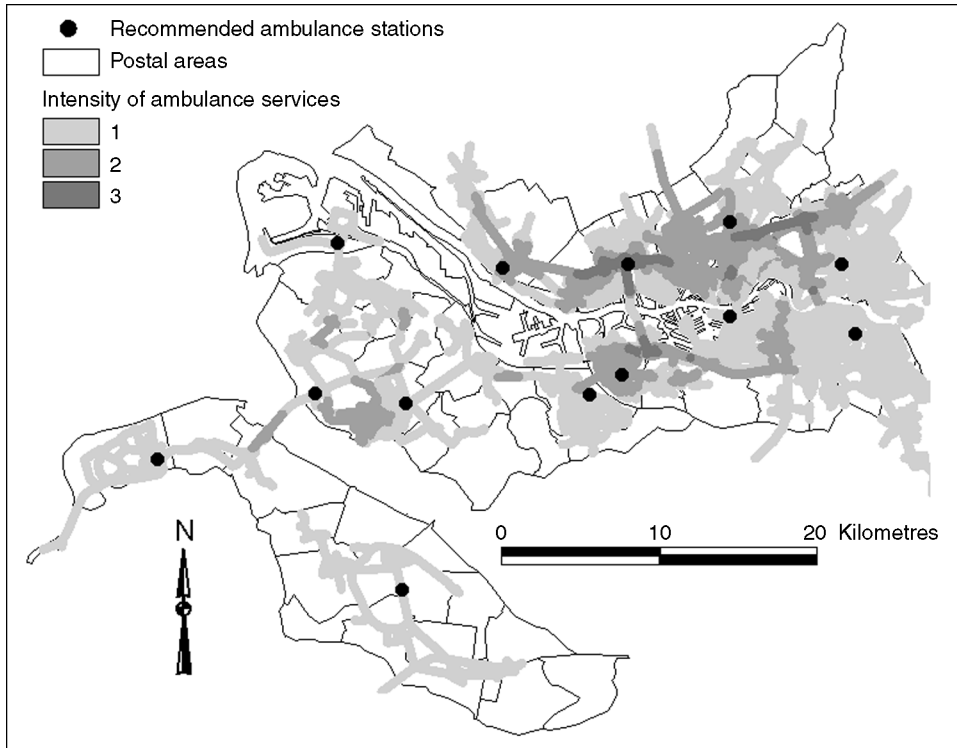 Recommended ambulance stations
Postal areas
Intensity of ambulance services
1
2
3
N
0 10 20 Kilometres